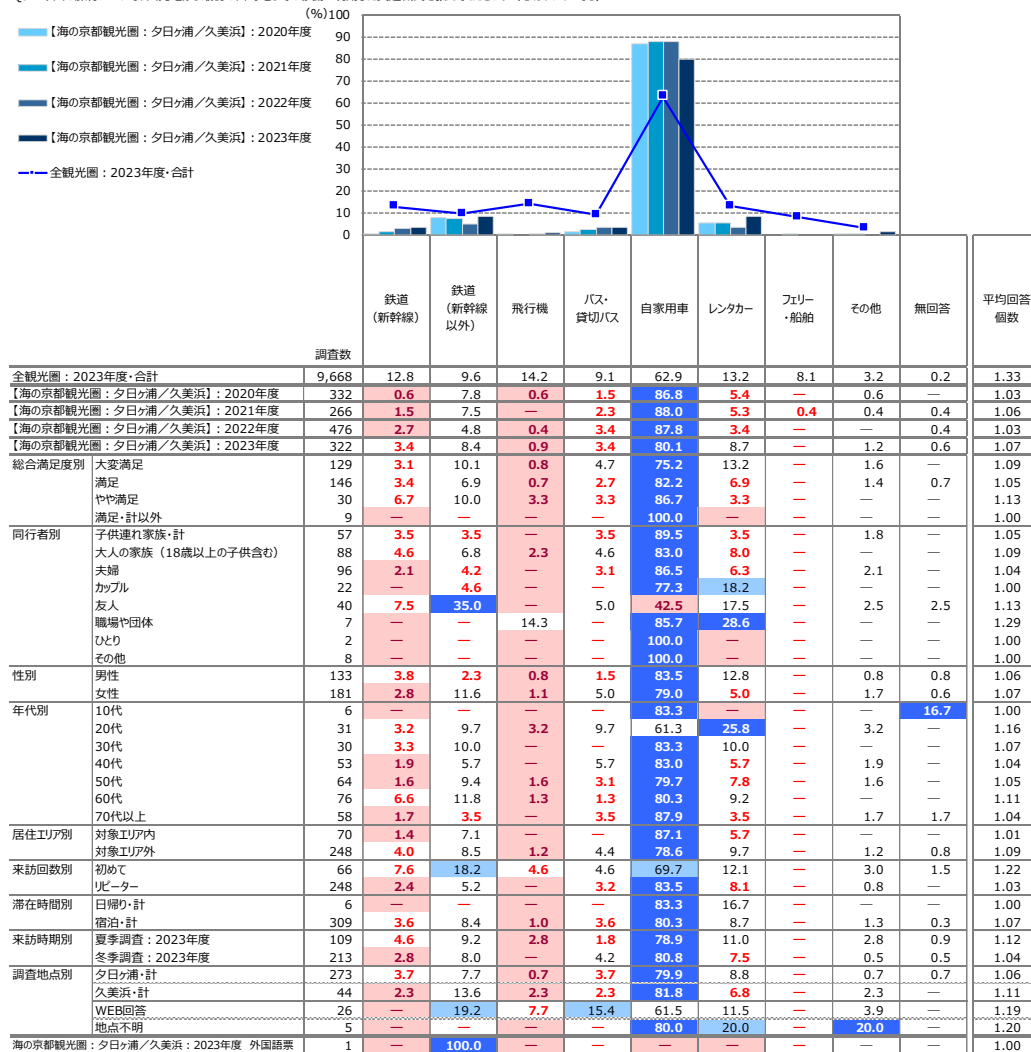 (%)
100
90
80
70
60
50
40
30
20
10
0
【海の京都観光圏：夕日ヶ浦／久美浜】：2020年度
【海の京都観光圏：夕日ヶ浦／久美浜】：2021年度
【海の京都観光圏：夕日ヶ浦／久美浜】：2022年度
【海の京都観光圏：夕日ヶ浦／久美浜】：2023年度
全観光圏：2023年度・合計
調査数 鉄道（新幹線） 鉄道（新幹線以外） 飛行機 バス・貸切バス 自家用車 レンタカー フェリー・船舶 その他 無回答 平均回答個数
全観光圏：2023年度・合計 9,668 12.8 9.6 14.2 9.1 62.9 13.2 8.1 3.2 0.2 1.33
【海の京都観光圏：夕日ヶ浦／久美浜】：2020年度 332 0.6 7.8 0.6 1.5 86.8 5.4 — 0.6 — 1.03
【海の京都観光圏：夕日ヶ浦／久美浜】：2021年度 266 1.5 7.5 — 2.3 88.0 5.3 0.4 0.4 0.4 1.06
【海の京都観光圏：夕日ヶ浦／久美浜】：2022年度 476 2.7 4.8 0.4 3.4 87.8 3.4 — — 0.4 1.03
【海の京都観光圏：夕日ヶ浦／久美浜】：2023年度 322 3.4 8.4 0.9 3.4 80.1 8.7 — 1.2 0.6 1.07
総合満足度別 大変満足 129 3.1 10.1 0.8 4.7 75.2 13.2 — 1.6 — 1.09
満足 146 3.4 6.9 0.7 2.7 82.2 6.9 — 1.4 0.7 1.05
やや満足 30 6.7 10.0 3.3 3.3 86.7 3.3 — — — 1.13
満足・計以外 9 — — — — 100.0 — — — — 1.00
同行者別 子供連れ家族・計 57 3.5 3.5 — 3.5 89.5 3.5 — 1.8 — 1.05
大人の家族（18歳以上の子供含む） 88 4.6 6.8 2.3 4.6 83.0 8.0 — — — 1.09
夫婦 96 2.1 4.2 — 3.1 86.5 6.3 — 2.1 — 1.04
カップル 22 — 4.6 — — 77.3 18.2 — — — 1.00
友人 40 7.5 35.0 — 5.0 42.5 17.5 — 2.5 2.5 1.13
職場や団体 7 — — 14.3 — 85.7 28.6 — — — 1.29
ひとり 2 — — — — 100.0 — — — — 1.00
その他 8 — — — — 100.0 — — — — 1.00
性別 男性 133 3.8 2.3 0.8 1.5 83.5 12.8 — 0.8 0.8 1.06
女性 181 2.8 11.6 1.1 5.0 79.0 5.0 — 1.7 0.6 1.07
年代別 10代 6 — — — — 83.3 — — — 16.7 1.00
20代 31 3.2 9.7 3.2 9.7 61.3 25.8 — 3.2 — 1.16
30代 30 3.3 10.0 — — 83.3 10.0 — — — 1.07
40代 53 1.9 5.7 — 5.7 83.0 5.7 — 1.9 — 1.04
50代 64 1.6 9.4 1.6 3.1 79.7 7.8 — 1.6 — 1.05
60代 76 6.6 11.8 1.3 1.3 80.3 9.2 — — — 1.11
70代以上 58 1.7 3.5 — 3.5 87.9 3.5 — 1.7 1.7 1.04
居住エリア別 対象エリア内 70 1.4 7.1 — — 87.1 5.7 — — — 1.01
対象エリア外 248 4.0 8.5 1.2 4.4 78.6 9.7 — 1.2 0.8 1.09
来訪回数別 初めて 66 7.6 18.2 4.6 4.6 69.7 12.1 — 3.0 1.5 1.22
リピーター 248 2.4 5.2 — 3.2 83.5 8.1 — 0.8 — 1.03
滞在時間別 日帰り・計 6 — — — — 83.3 16.7 — — — 1.00
宿泊・計 309 3.6 8.4 1.0 3.6 80.3 8.7 — 1.3 0.3 1.07
来訪時期別 夏季調査：2023年度 109 4.6 9.2 2.8 1.8 78.9 11.0 — 2.8 0.9 1.12
冬季調査：2023年度 213 2.8 8.0 — 4.2 80.8 7.5 — 0.5 0.5 1.04
調査地点別 夕日ヶ浦・計 273 3.7 7.7 0.7 3.7 79.9 8.8 — 0.7 0.7 1.06
久美浜・計 44 2.3 13.6 2.3 2.3 81.8 6.8 — 2.3 — 1.11
WEB回答 26 — 19.2 7.7 15.4 61.5 11.5 — 3.9 — 1.19
地点不明 5 — — — — 80.0 20.0 — 20.0 — 1.20
海の京都観光圏：夕日ヶ浦／久美浜：2023年度 外国語票 1 — 100.0 — — — — — — — 1.00